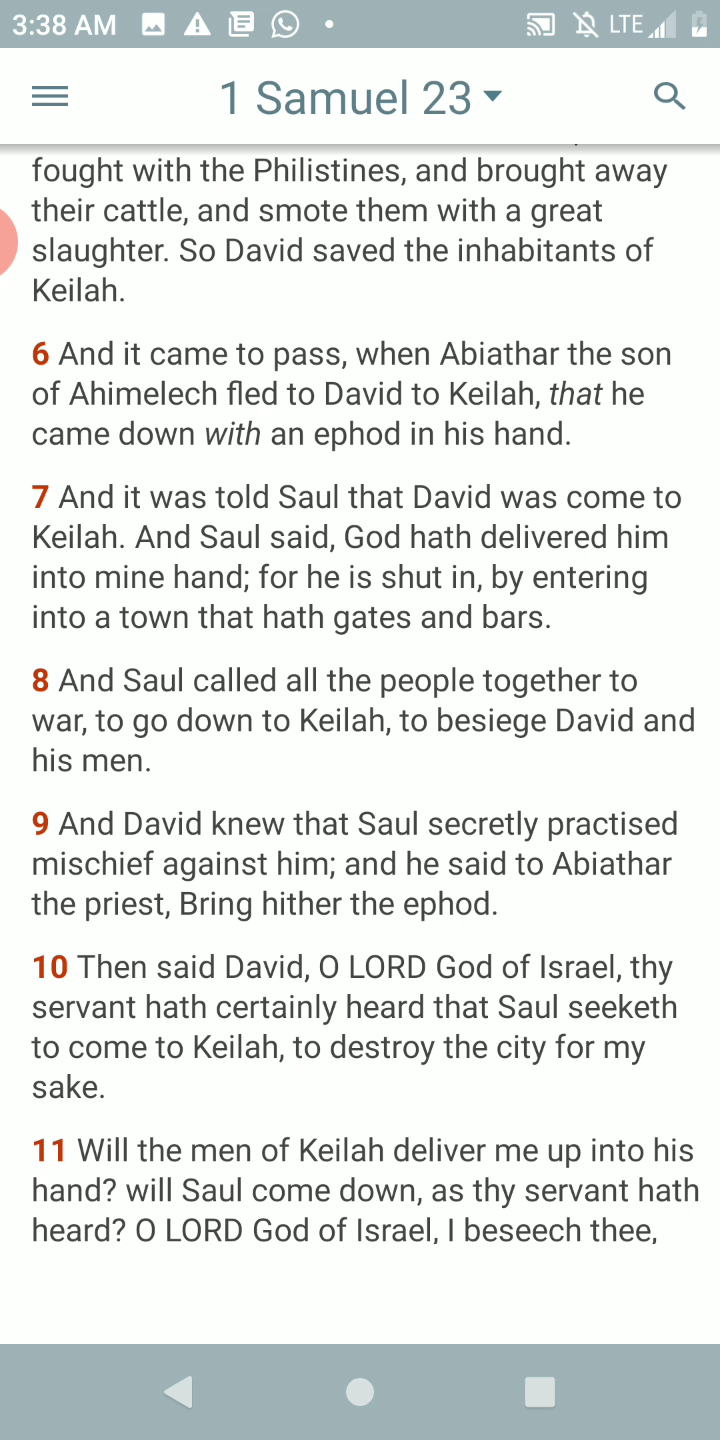 3:38 AM
LTE
1 Samuel 23
fought with the Philistines, and brought away
their cattle, and smote them with a great
slaughter. So David saved the inhabitants of
Keilah.
6 And it came to pass, when Abiathar the son
of Ahimelech fled to David to Keilah, that he
came down with an ephod in his hand.
7 And it was told Saul that David was come to
Keilah. And Saul said, God hath delivered him
into mine hand; for he is shut in, by entering
into a town that hath gates and bars.
8 And Saul called all the people together to
war, to go down to Keilah, to besiege David and
his men.
9 And David knew that Saul secretly practised
mischief against him; and he said to Abiathar
the priest, Bring hither the ephod.
10 Then said David, O LORD God of Israel, thy
servant hath certainly heard that Saul seeketh
to come to Keilah, to destroy the city for my
sake.
11 Will the men of Keilah deliver me up into his
hand? will Saul come down, as thy servant hath
heard? O LORD God of Israel, I beseech thee,